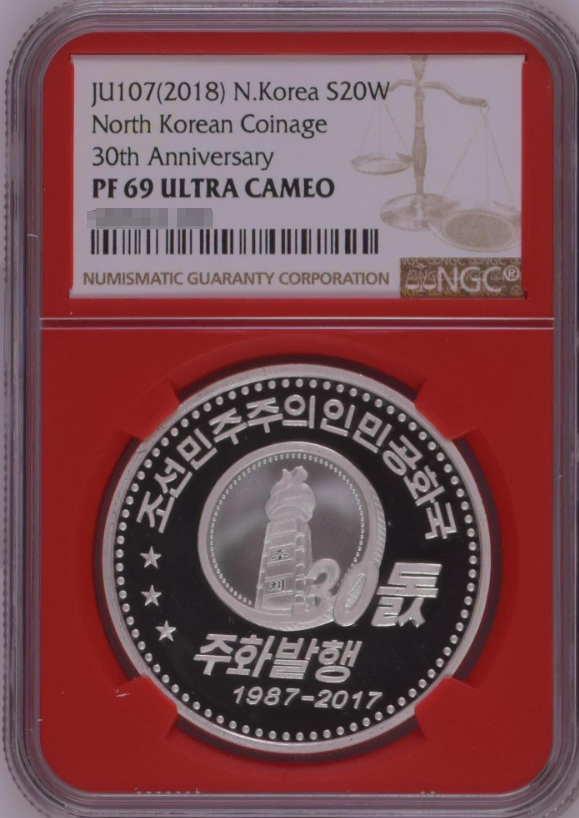 JU107(2018) N.Korea S20W
North Korean Coinage
30th Anniversary
PF 69 ULTRA CAMEO
NUMISMATIC GUARANTY CORPORATION
NGC®
조선민주주의인민공화국
30돐
주화발행
1987-2017